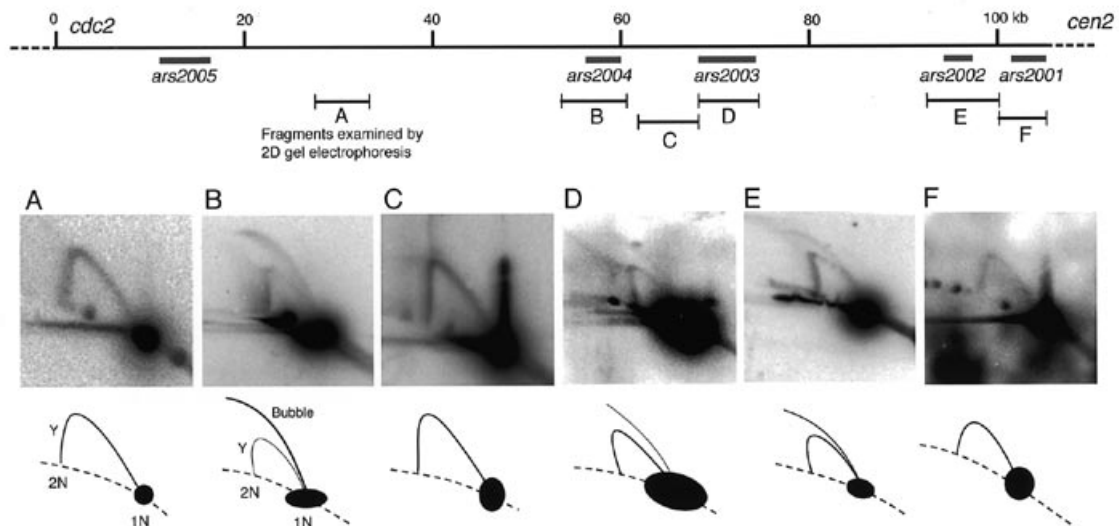 0 20 40 60 80 100 kb
cdc2 cen2
ars2005 ars2004 ars2003 ars2002 ars2001
A B D E
C F
Fragments examined by
2D gel electrophoresis
A B C D E F
Bubble
Y Y
2N 2N
1N 1N